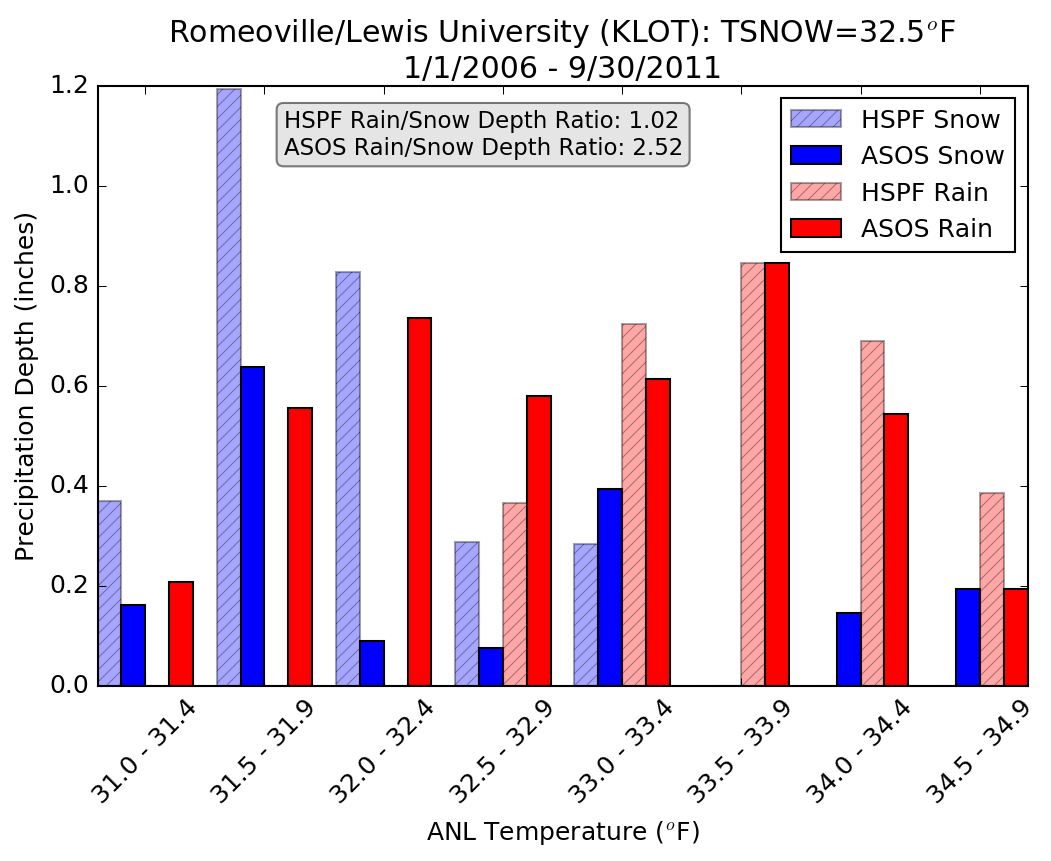 Romeoville/Lewis University (KLOT): TSNOW=32.5°F
1/1/2006 - 9/30/2011
HSPF Rain/Snow Depth Ratio: 1.02
ASOS Rain/Snow Depth Ratio: 2.52
HSPF Snow
ASOS Snow
HSPF Rain
ASOS Rain
Precipitation Depth (inches)
1.2
1.0
0.8
0.6
0.4
0.2
0.0
31.0 - 31.4
31.5 - 31.9
32.0 - 32.4
32.5 - 32.9
33.0 - 33.4
33.5 - 33.9
34.0 - 34.4
34.5 - 34.9
ANL Temperature (°F)